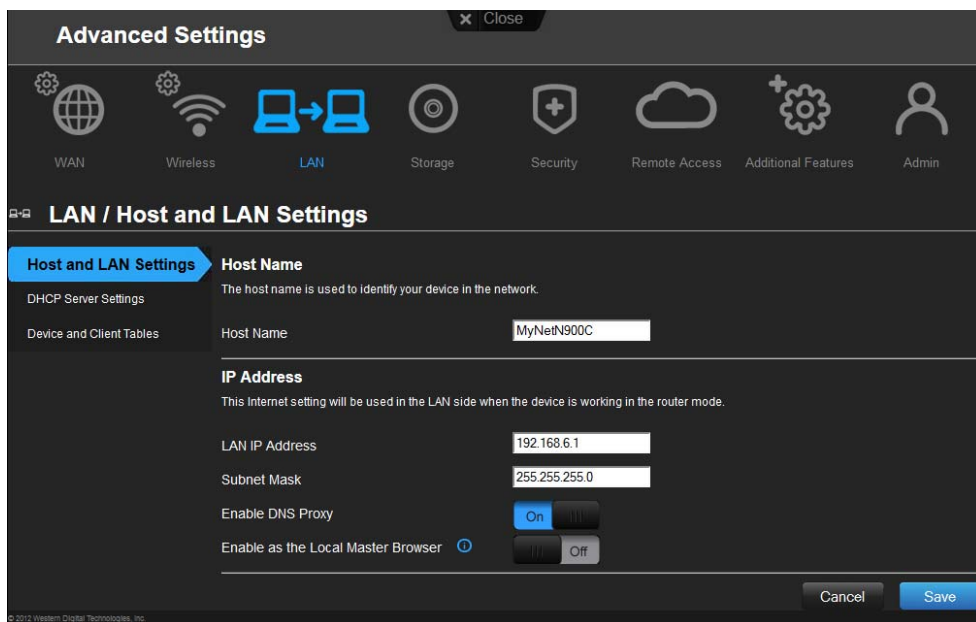 Close
Advanced Settings
WAN
Wireless
LAN
Storage
Security
Remote Access
Additional Features
Admin
LAN / Host and LAN Settings
Host and LAN Settings
DHCP Server Settings
Device and Client Tables
Host Name
The host name is used to identify your device in the network.
Host Name MyNetN900C
IP Address
This Internet setting will be used in the LAN side when the device is working in the router mode.
LAN IP Address 192.168.6.1
Subnet Mask 255.255.255.0
Enable DNS Proxy On
Enable as the Local Master Browser Off
Cancel Save
© 2012 Western Digital Technologies, Inc.